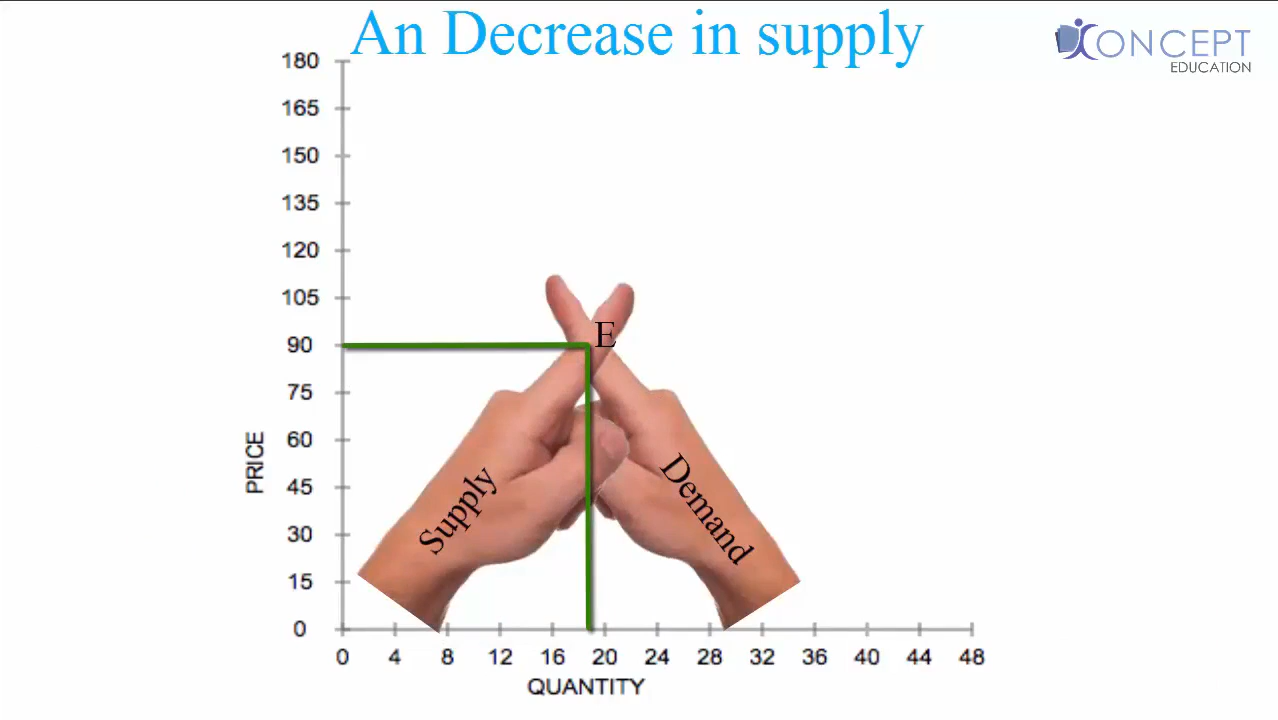 An Decrease in supply
CONCEPT
EDUCATION
180
165
150
135
120
105
90
75
60
45
30
15
0
PRICE
E
Supply
Demand
0 4 8 12 16 20 24 28 32 36 40 44 48
QUANTITY